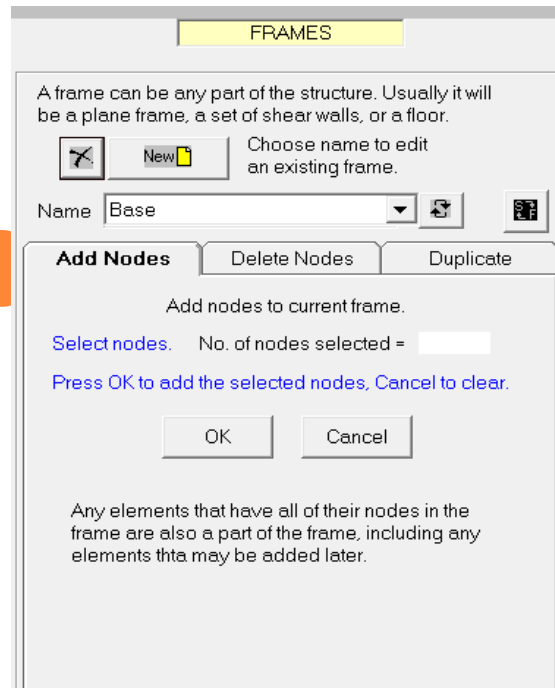 FRAMES
A frame can be any part of the structure. Usually it will
be a plane frame, a set of shear walls, or a floor.
New
Choose name to edit
an existing frame.
Name Base
S F
Add Nodes Delete Nodes Duplicate
Add nodes to current frame.
Select nodes. No. of nodes selected =
Press OK to add the selected nodes, Cancel to clear.
OK Cancel
Any elements that have all of their nodes in the
frame are also a part of the frame, including any
elements thta may be added later.